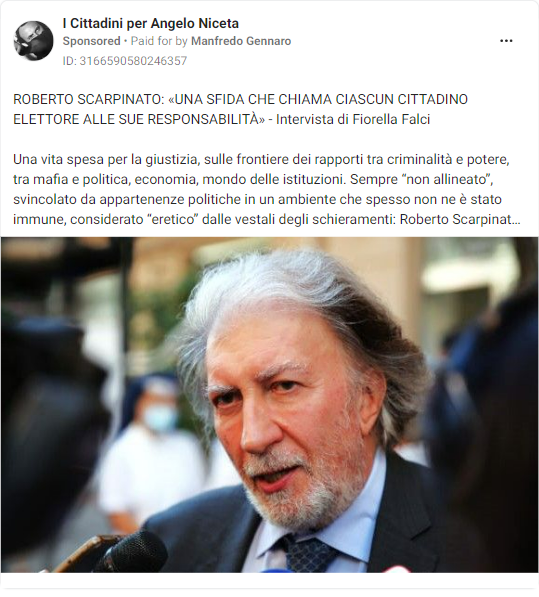 I Cittadini per Angelo Niceta
Sponsored • Paid for by Manfredo Gennaro
ID: 3166590580246357
ROBERTO SCARPINATO: «UNA SFIDA CHE CHIAMA CIASCUN CITTADINO
ELETTORE ALLE SUE RESPONSABILITÀ» - Intervista di Fiorella Falci
Una vita spesa per la giustizia, sulle frontiere dei rapporti tra criminalità e potere,
tra mafia e politica, economia, mondo delle istituzioni. Sempre “non allineato”,
svincolato da appartenenze politiche in un ambiente che spesso non ne è stato
immune, considerato “eretico” dalle vestali degli schieramenti: Roberto Scarpinat...